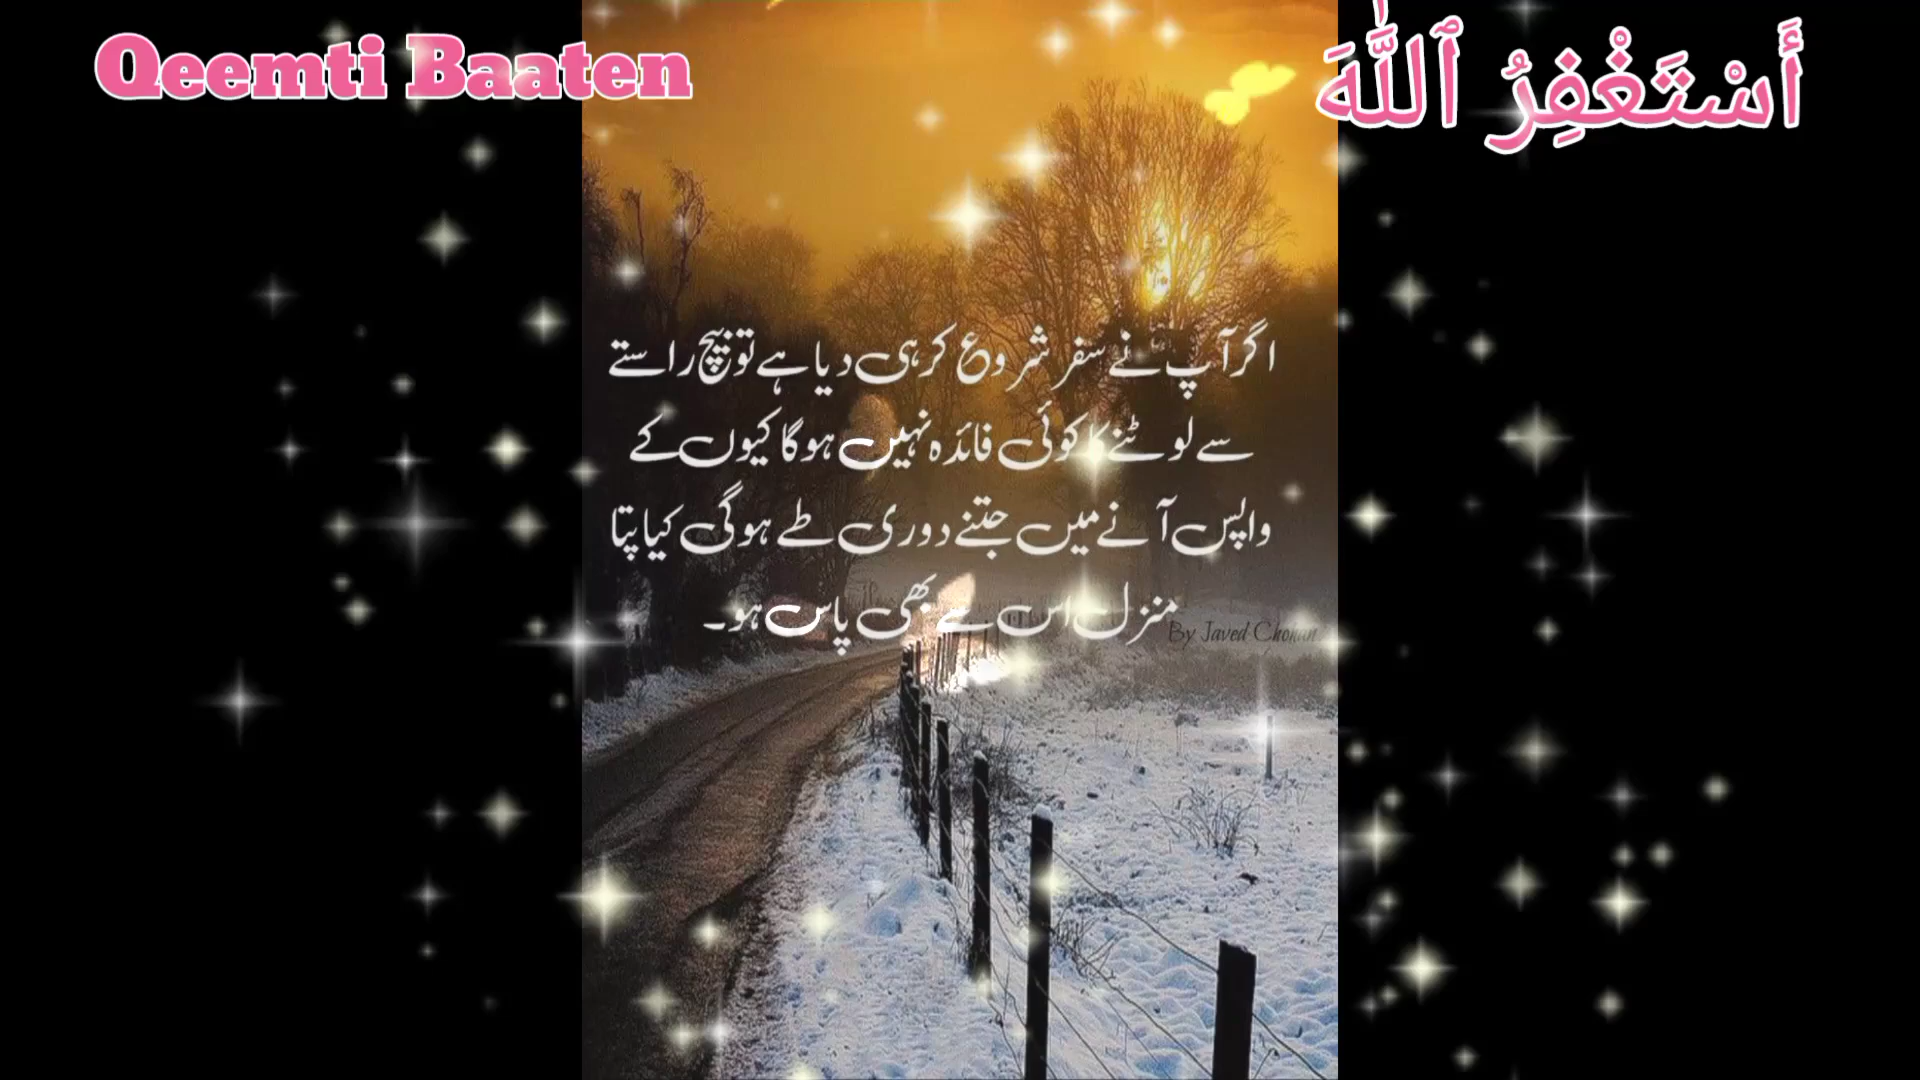 Qeemti Baaten
أَسْتَغْفِرُ ٱللَّٰهَ
اگر آپ نے سفر شروع کر ہی دیا ہے تو بیچ راستے
سے لوٹنے کا کوئی فائدہ نہیں ہوگا کیوں کے
واپس آنے میں جتنے دوری طے ہوگی کیا پتا
منزل اس سے بھی پاس ہو۔
By Javed Chohan